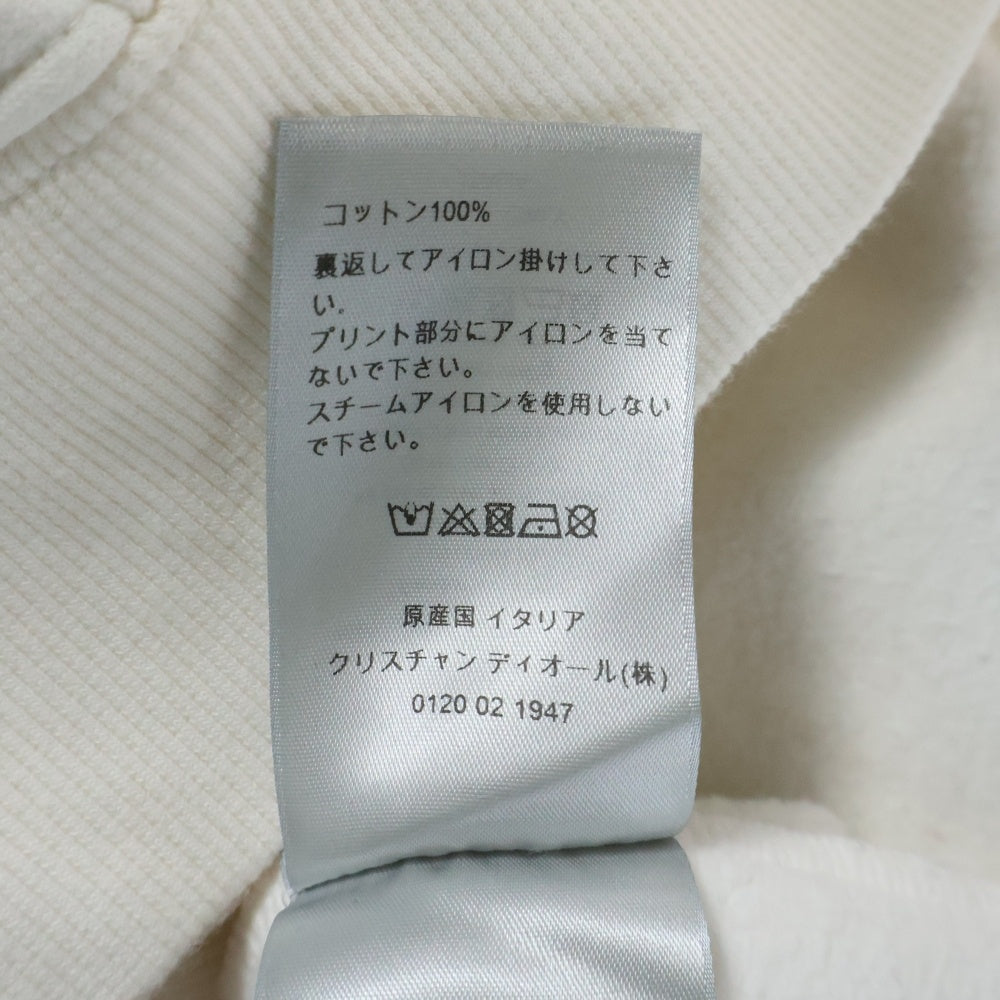 コットン100%
裏返してアイロン掛けして下さ
い。
プリント部分にアイロンを当て
ないで下さい。
スチームアイロンを使用しない
で下さい。
原産国 イタリア
クリスチャン ディオール(株)
0120 02 1947